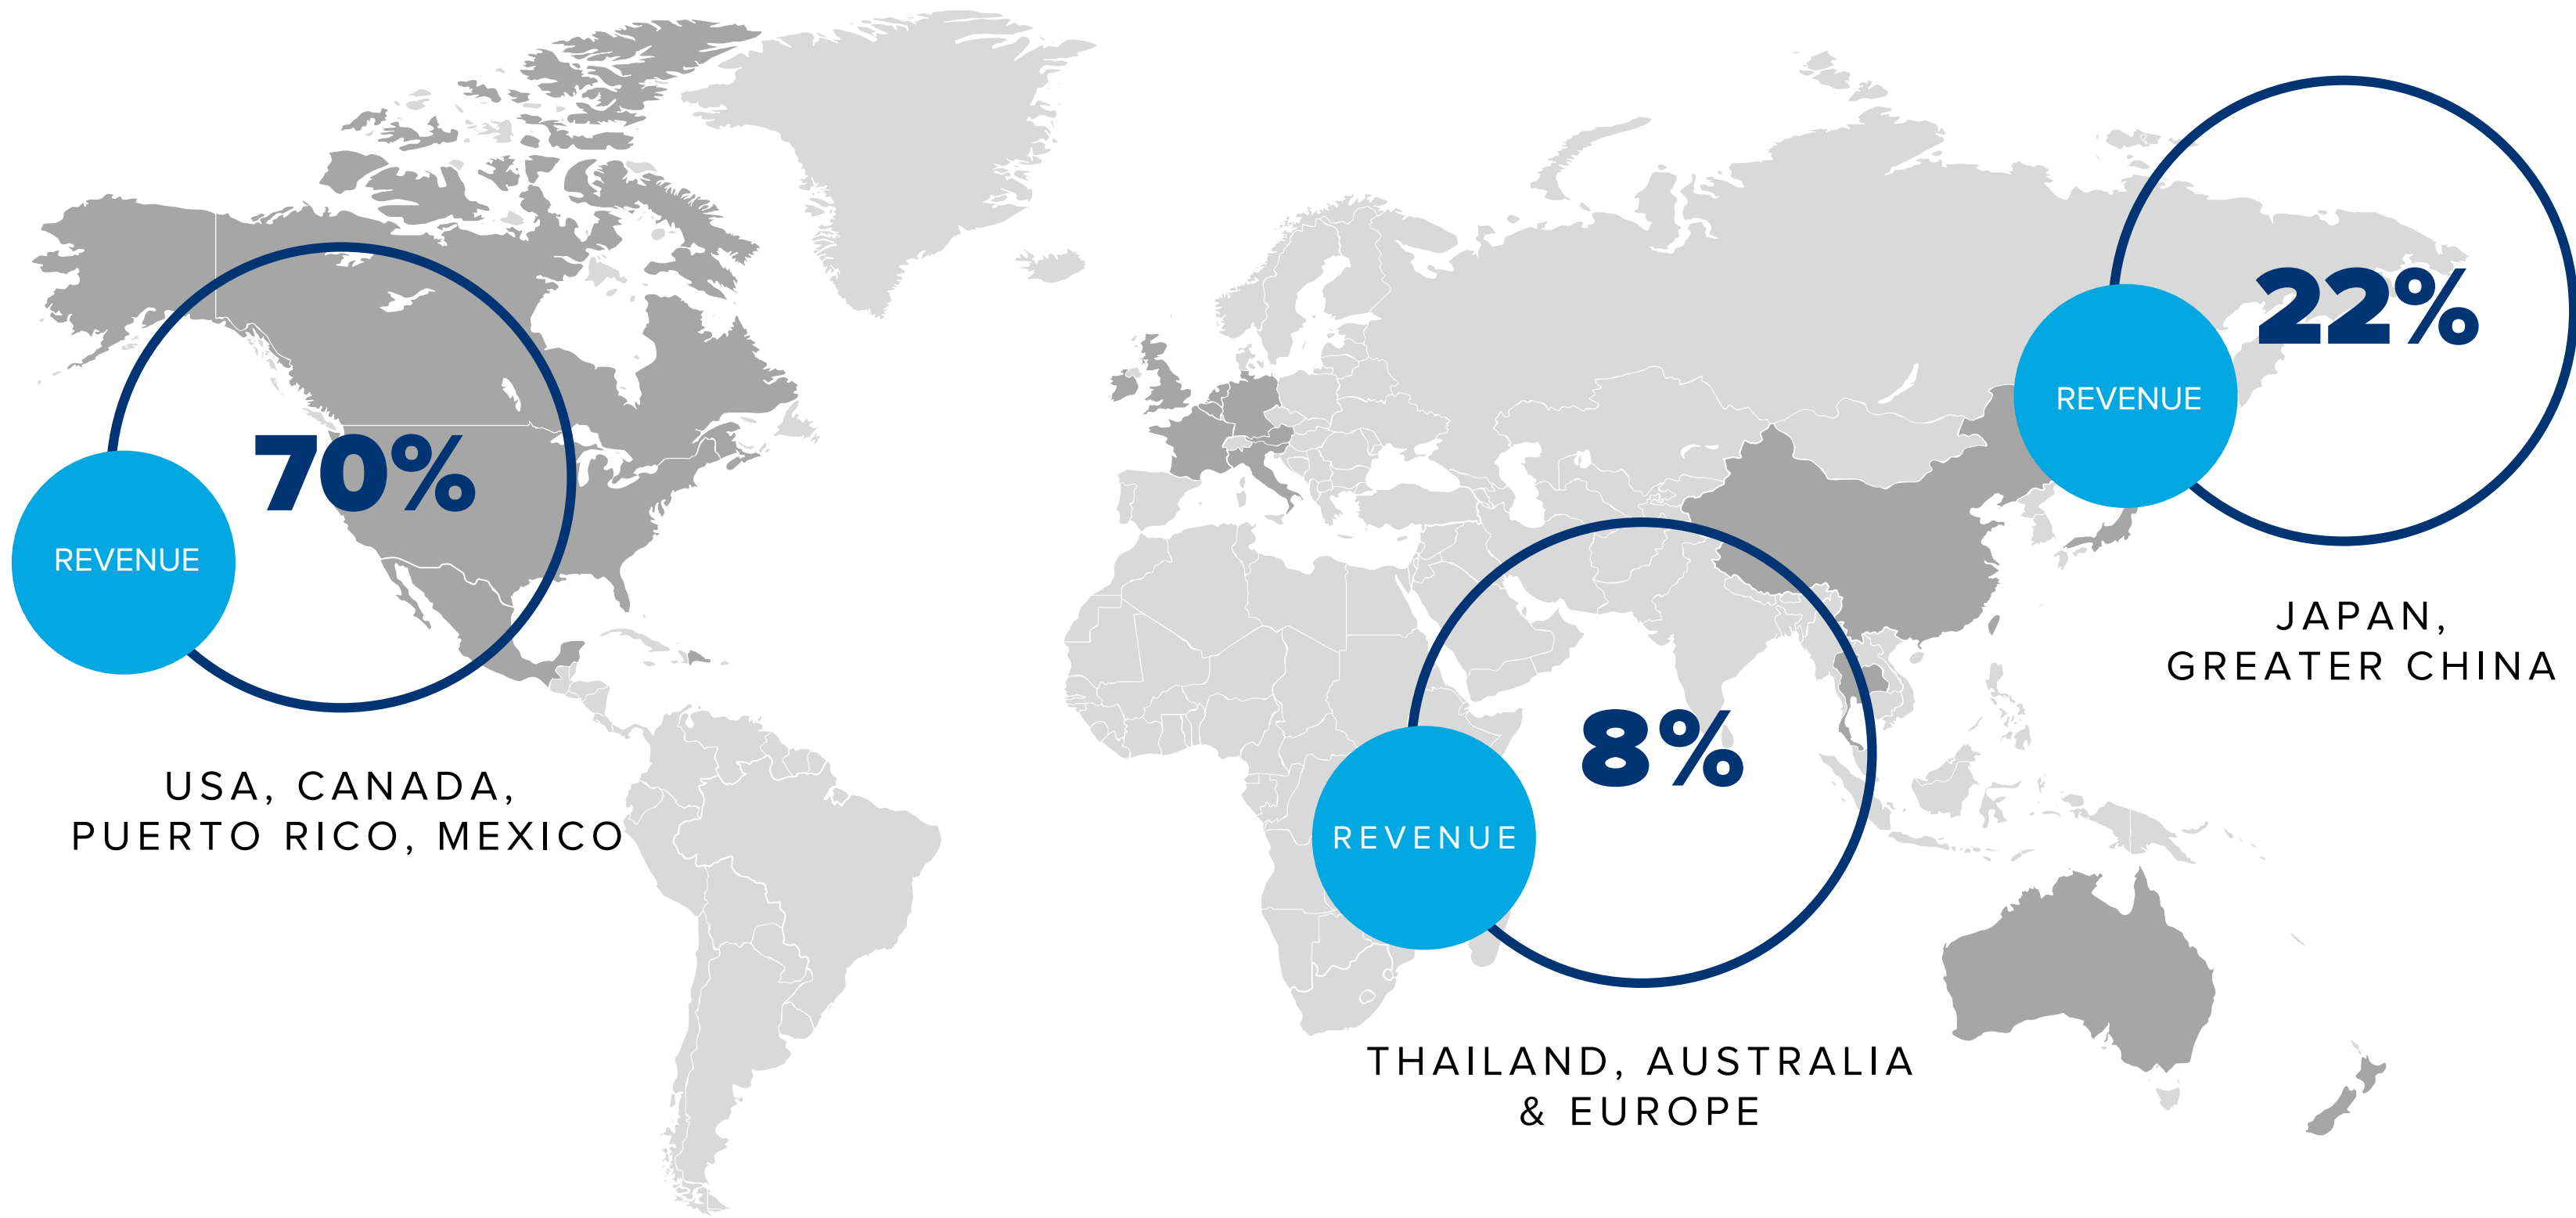 70%
REVENUE
USA, CANADA,
PUERTO RICO, MEXICO
8%
REVENUE
THAILAND, AUSTRALIA
& EUROPE
22%
REVENUE
JAPAN,
GREATER CHINA